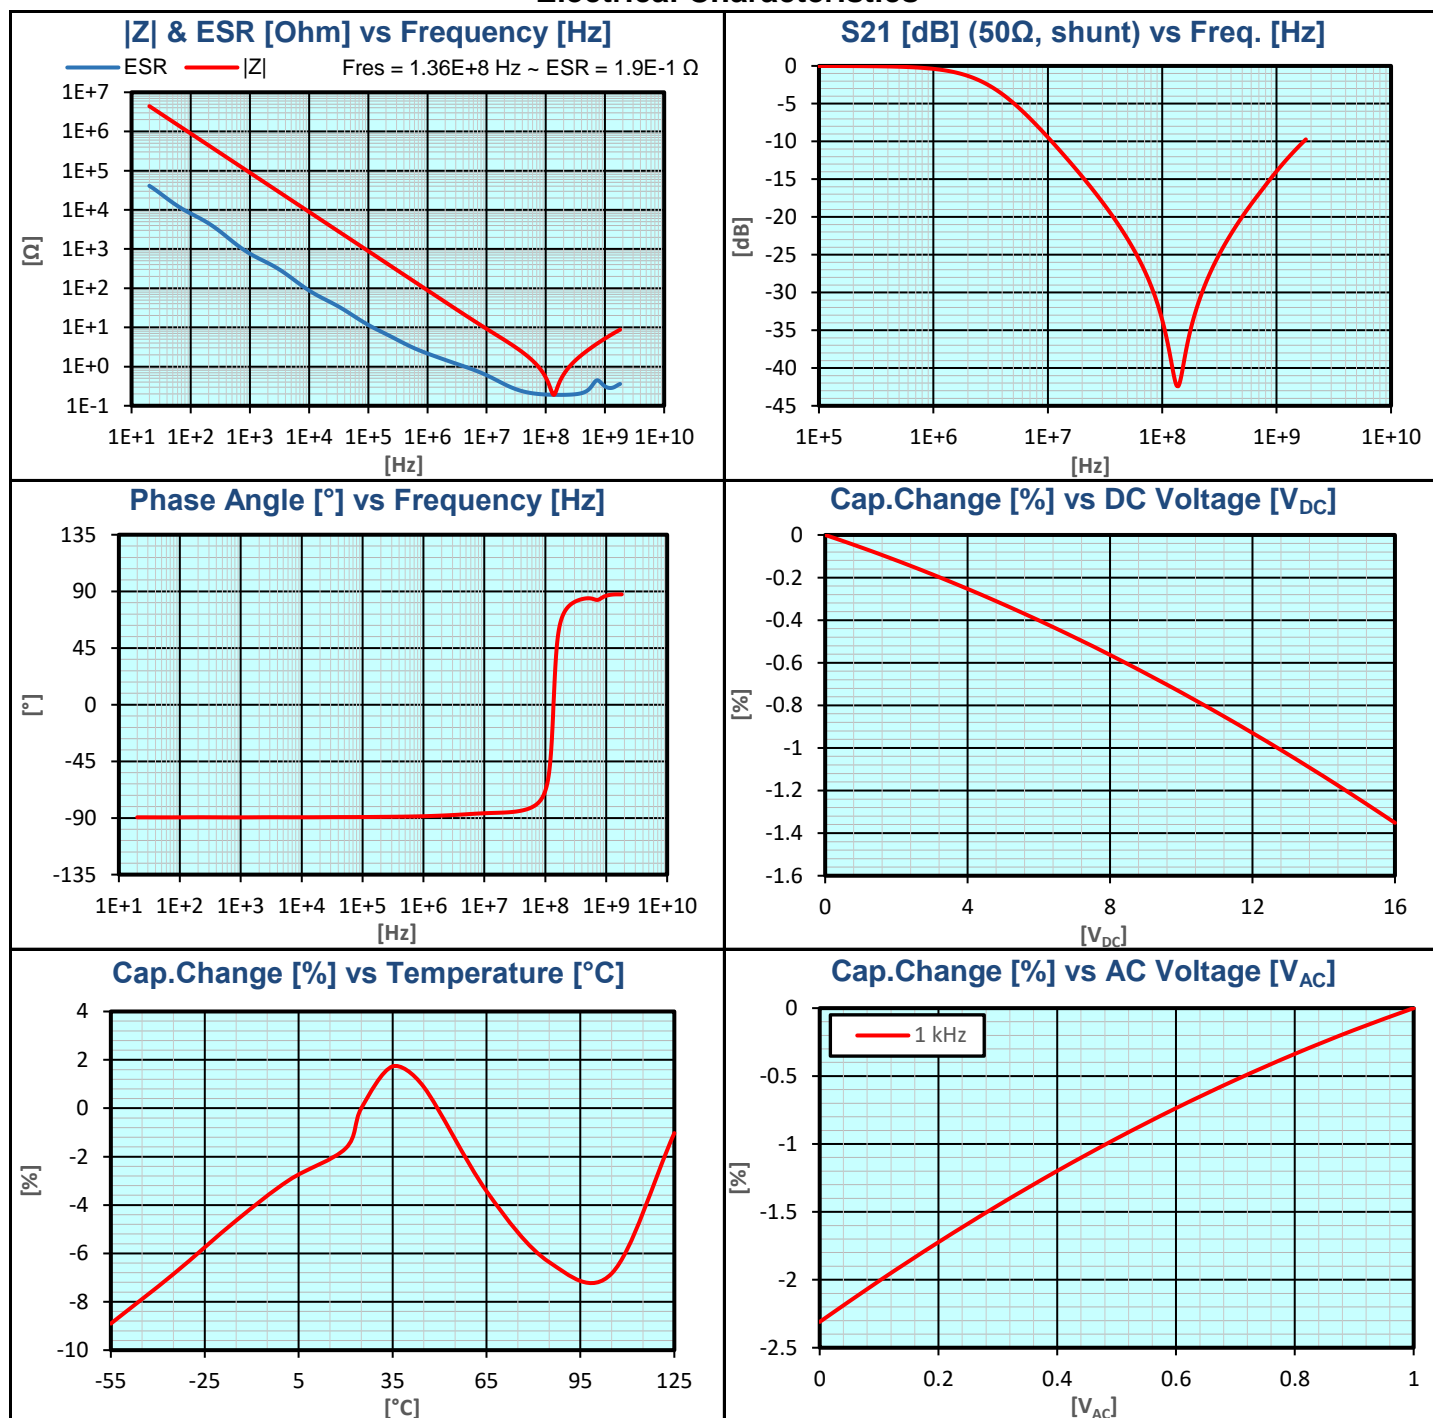 Electrical Characteristics
|Z| & ESR [Ohm] vs Frequency [Hz]
ESR |Z| Fres = 1.36E+8 Hz ~ ESR = 1.9E-1 Ω
1E+7
1E+6
1E+5
1E+4
1E+3
1E+2
1E+1
1E+0
1E-1
[Ω]
1E+1 1E+2 1E+3 1E+4 1E+5 1E+6 1E+7 1E+8 1E+9 1E+10
[Hz]
S21 [dB] (50Ω, shunt) vs Freq. [Hz]
0
-5
-10
-15
-20
-25
-30
-35
-40
-45
[dB]
1E+5 1E+6 1E+7 1E+8 1E+9 1E+10
[Hz]
Phase Angle [°] vs Frequency [Hz]
135
90
45
0
-45
-90
-135
[°]
1E+1 1E+2 1E+3 1E+4 1E+5 1E+6 1E+7 1E+8 1E+9 1E+10
[Hz]
Cap.Change [%] vs DC Voltage [VDC]
0
-0.2
-0.4
-0.6
-0.8
-1
-1.2
-1.4
-1.6
[%]
0 4 8 12 16
[VDC]
Cap.Change [%] vs Temperature [°C]
4
2
0
-2
-4
-6
-8
-10
[%]
-55 -25 5 35 65 95 125
[°C]
Cap.Change [%] vs AC Voltage [VAC]
1 kHz
0
-0.5
-1
-1.5
-2
-2.5
[%]
0 0.2 0.4 0.6 0.8 1
[VAC]